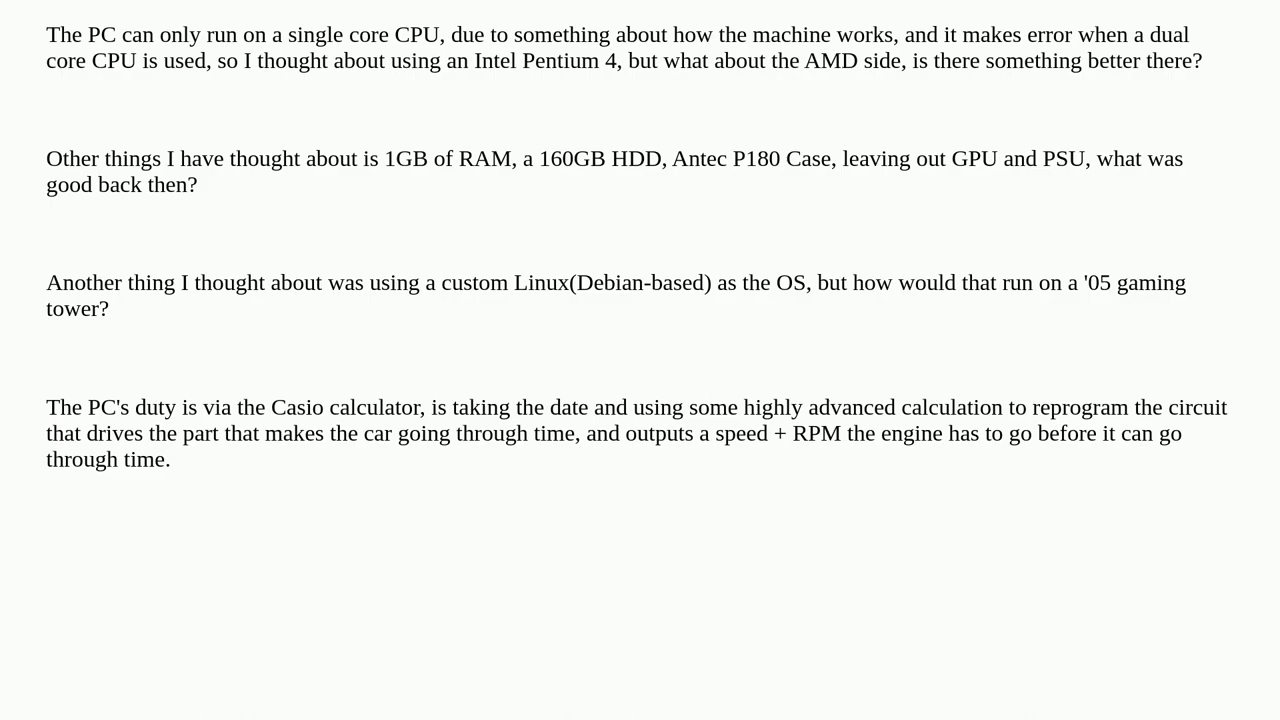 The PC can only run on a single core CPU, due to something about how the machine works, and it makes error when a dual
core CPU is used, so I thought about using an Intel Pentium 4, but what about the AMD side, is there something better there?
Other things I have thought about is 1GB of RAM, a 160GB HDD, Antec P180 Case, leaving out GPU and PSU, what was
good back then?
Another thing I thought about was using a custom Linux(Debian-based) as the OS, but how would that run on a '05 gaming
tower?
The PC's duty is via the Casio calculator, is taking the date and using some highly advanced calculation to reprogram the circuit
that drives the part that makes the car going through time, and outputs a speed + RPM the engine has to go before it can go
through time.